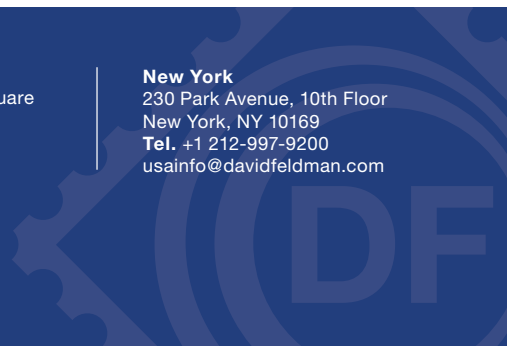 New York
230 Park Avenue, 10th Floor
New York, NY 10169
Tel. +1 212-997-9200
usainfo@davidfeldman.com
DF